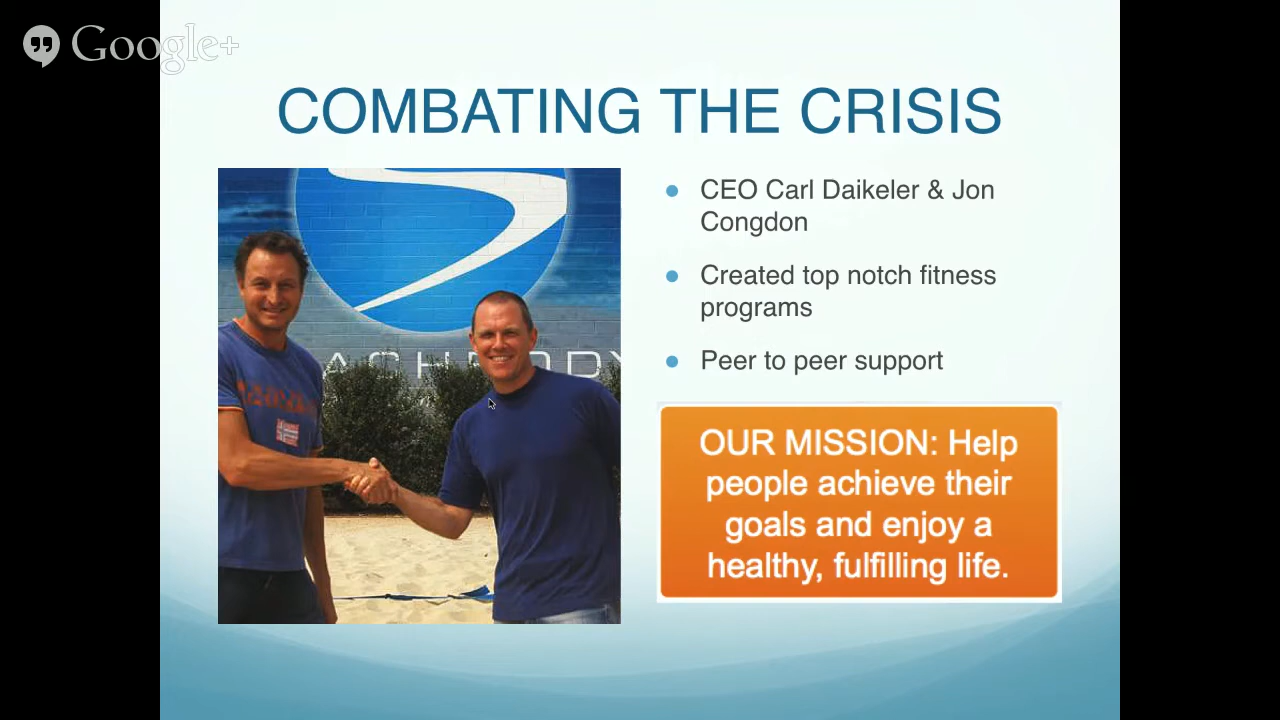 Google+
COMBATING THE CRISIS
CEO Carl Daikeler & Jon
Congdon
Created top notch fitness
programs
Peer to peer support
OUR MISSION: Help
people achieve their
goals and enjoy a
healthy, fulfilling life.
ACHBODY